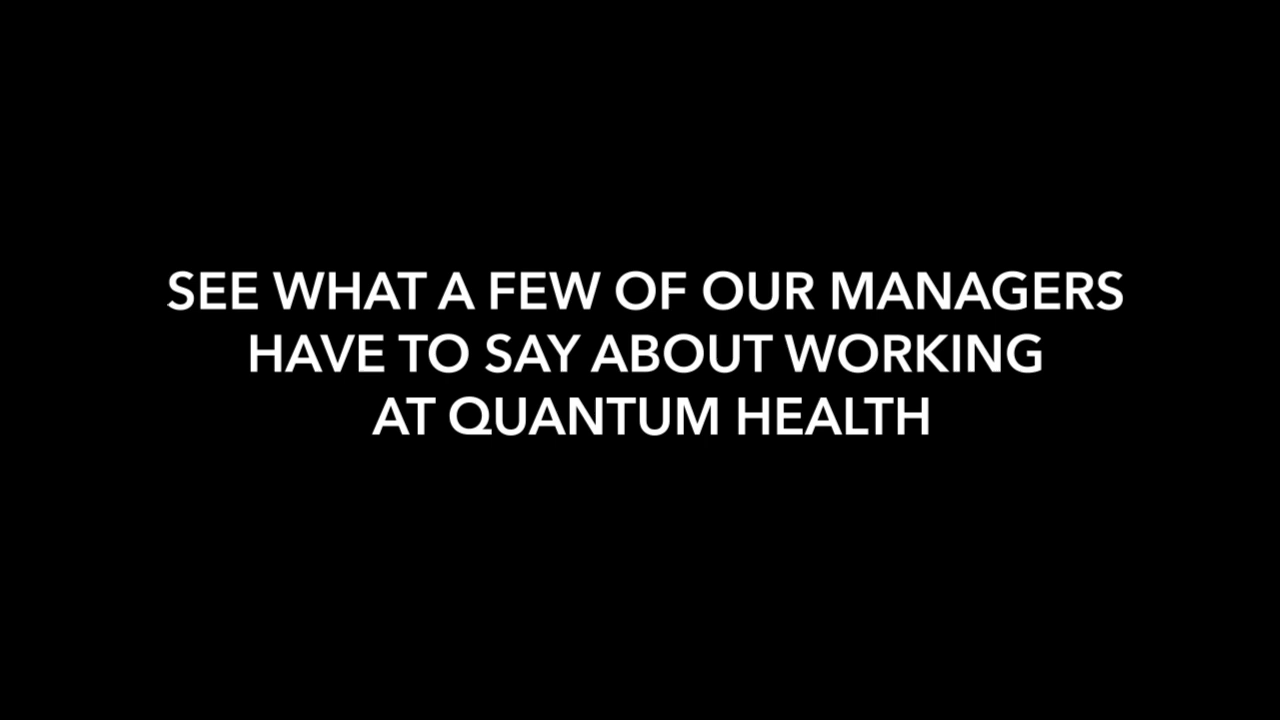 SEE WHAT A FEW OF OUR MANAGERS
HAVE TO SAY ABOUT WORKING
AT QUANTUM HEALTH